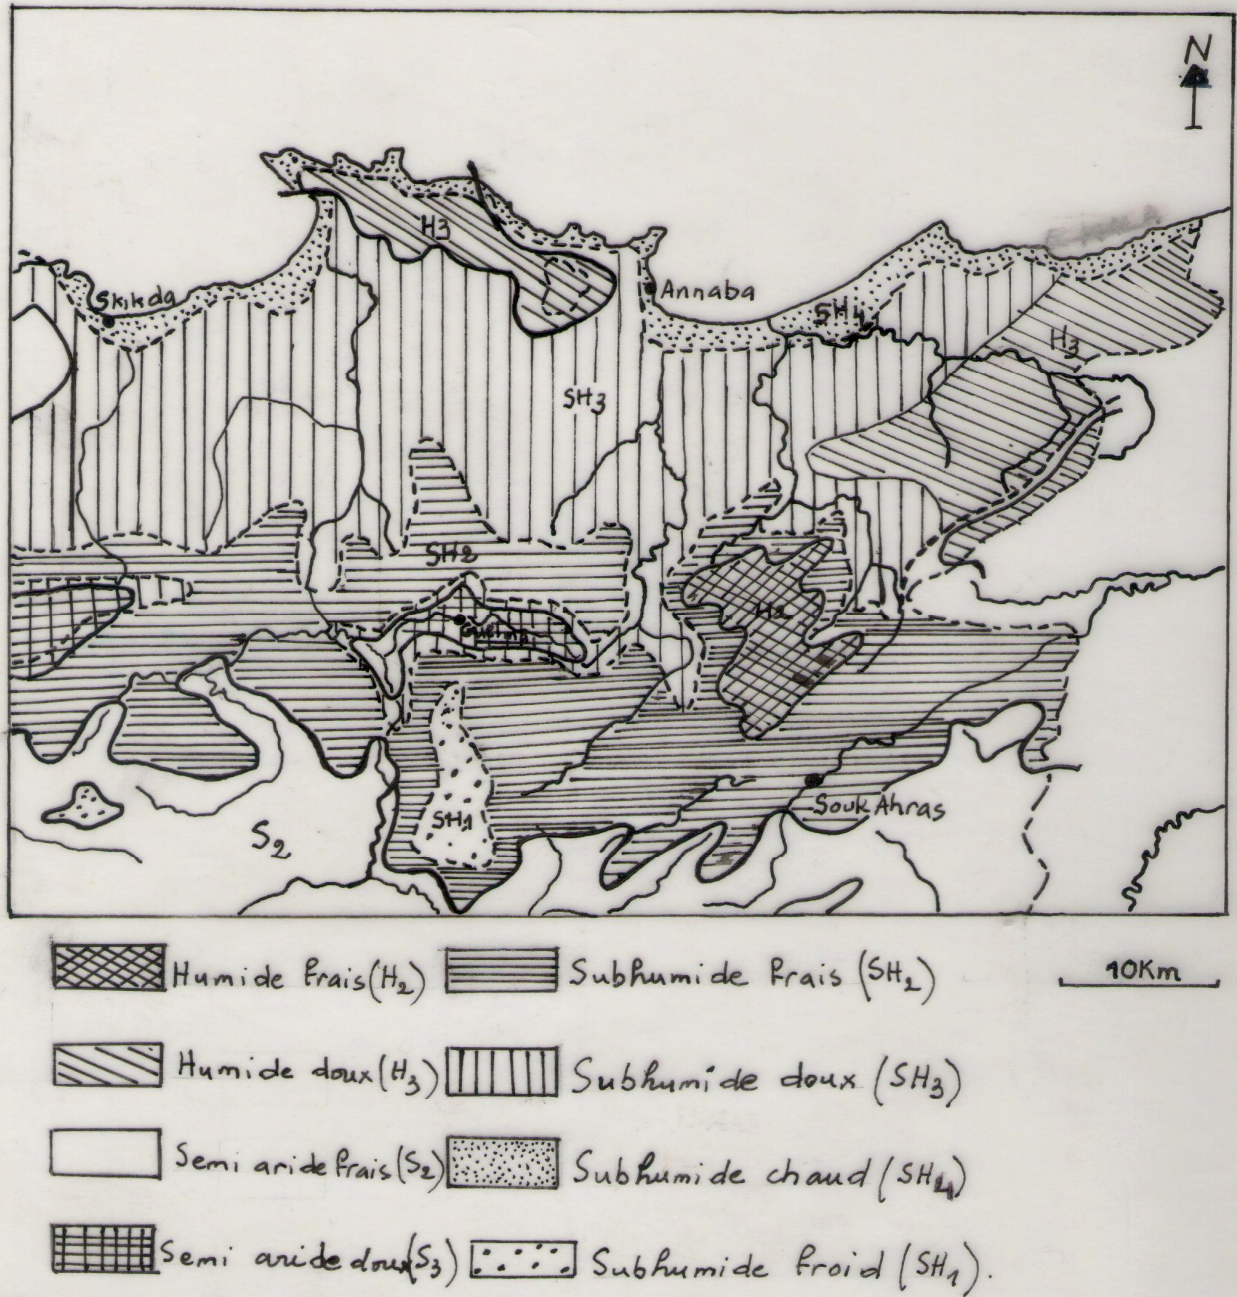 N
H3
Skikda
Annaba
SH4
H3
SH3
SH2
H2
Guelma
SH1
Souk Ahras
S2
Humide frais (H2) Subhumide frais (SH2) 10Km
Humide doux (H3) Subhumide doux (SH3)
Semi aride frais (S2) Subhumide chaud (SH4)
Semi aride doux (S3) Subhumide froid (SH1).